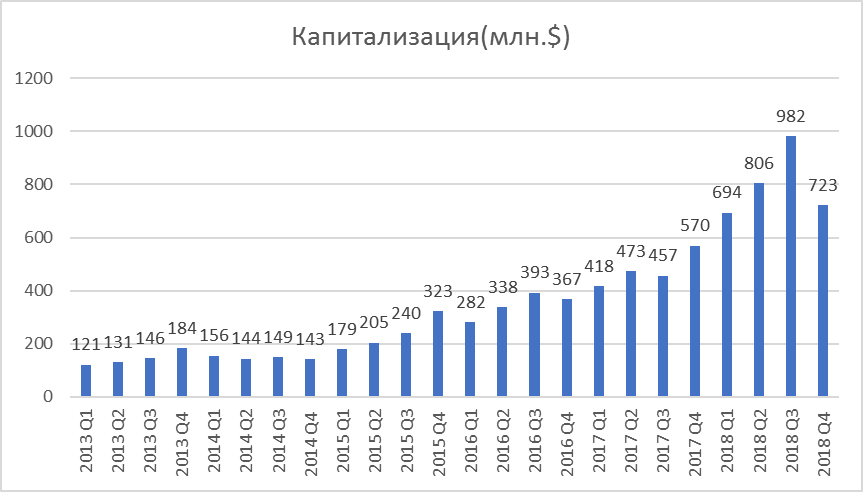 Капитализация(млн.$)
1200
1000
800
600
400
200
0
121
131
146
184
156
144
149
143
179
205
240
323
282
338
393
367
418
473
457
570
694
806
982
723
2013 Q1
2013 Q2
2013 Q3
2013 Q4
2014 Q1
2014 Q2
2014 Q3
2014 Q4
2015 Q1
2015 Q2
2015 Q3
2015 Q4
2016 Q1
2016 Q2
2016 Q3
2016 Q4
2017 Q1
2017 Q2
2017 Q3
2017 Q4
2018 Q1
2018 Q2
2018 Q3
2018 Q4